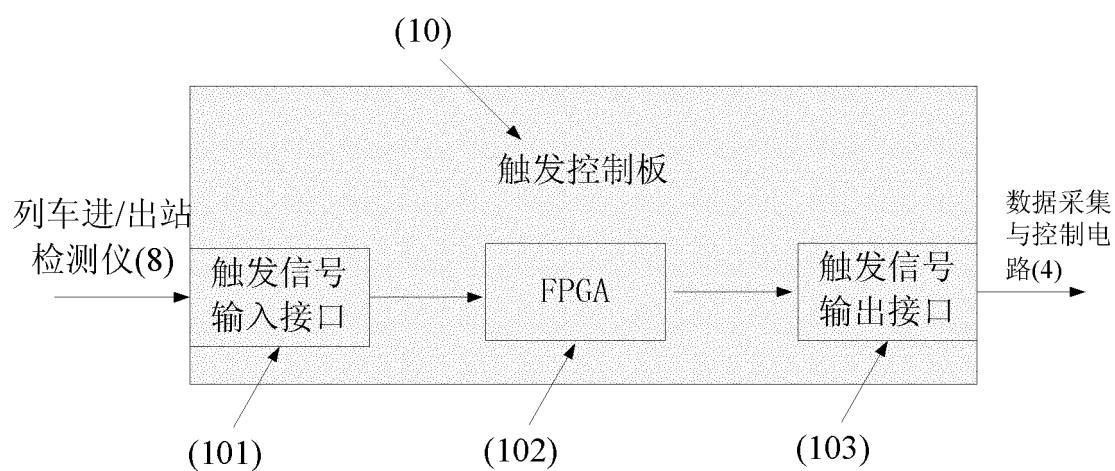 (10)
触发控制板
列车进/出站
检测仪(8)
触发信号
输入接口
FPGA
触发信号
输出接口
数据采集
与控制电
路(4)
(101)
(102)
(103)